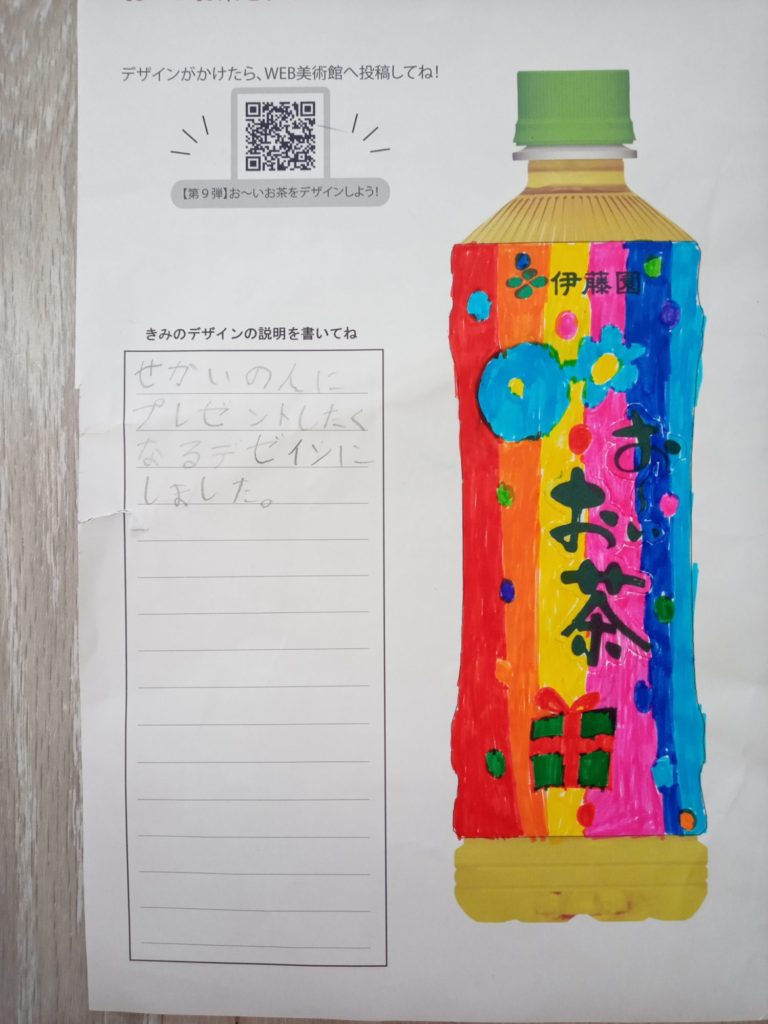 デザインがかけたら、WEB美術館へ投稿してね!
【第9弾】お〜いお茶をデザインしよう!
きみのデザインの説明を書いてね
せかいの人に
プレゼントしたく
なるデゼインに
しました。
伊藤園
お〜い
お茶